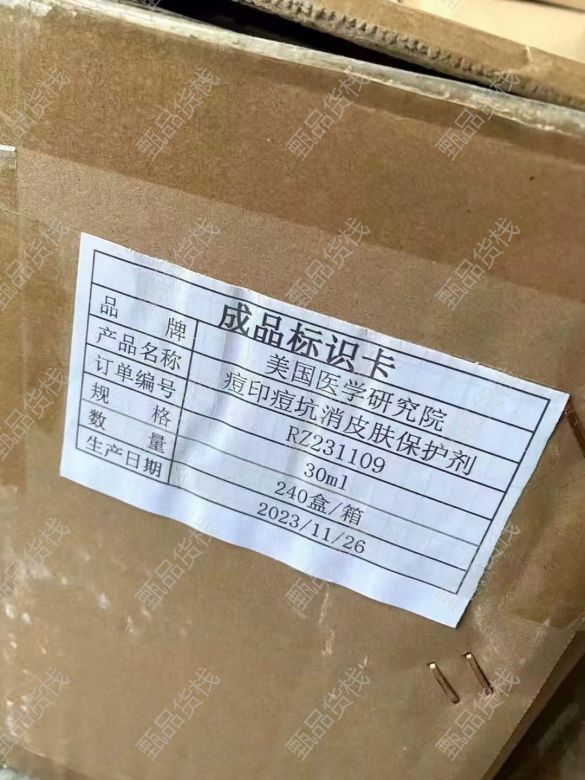 成品标识卡
品 牌 美国医学研究院
产品名称 痘印痘坑消皮肤保护剂
订单编号 RZ231109
规 格 30ml
数 量 240盒/箱
生产日期 2023/11/26
甄品货栈